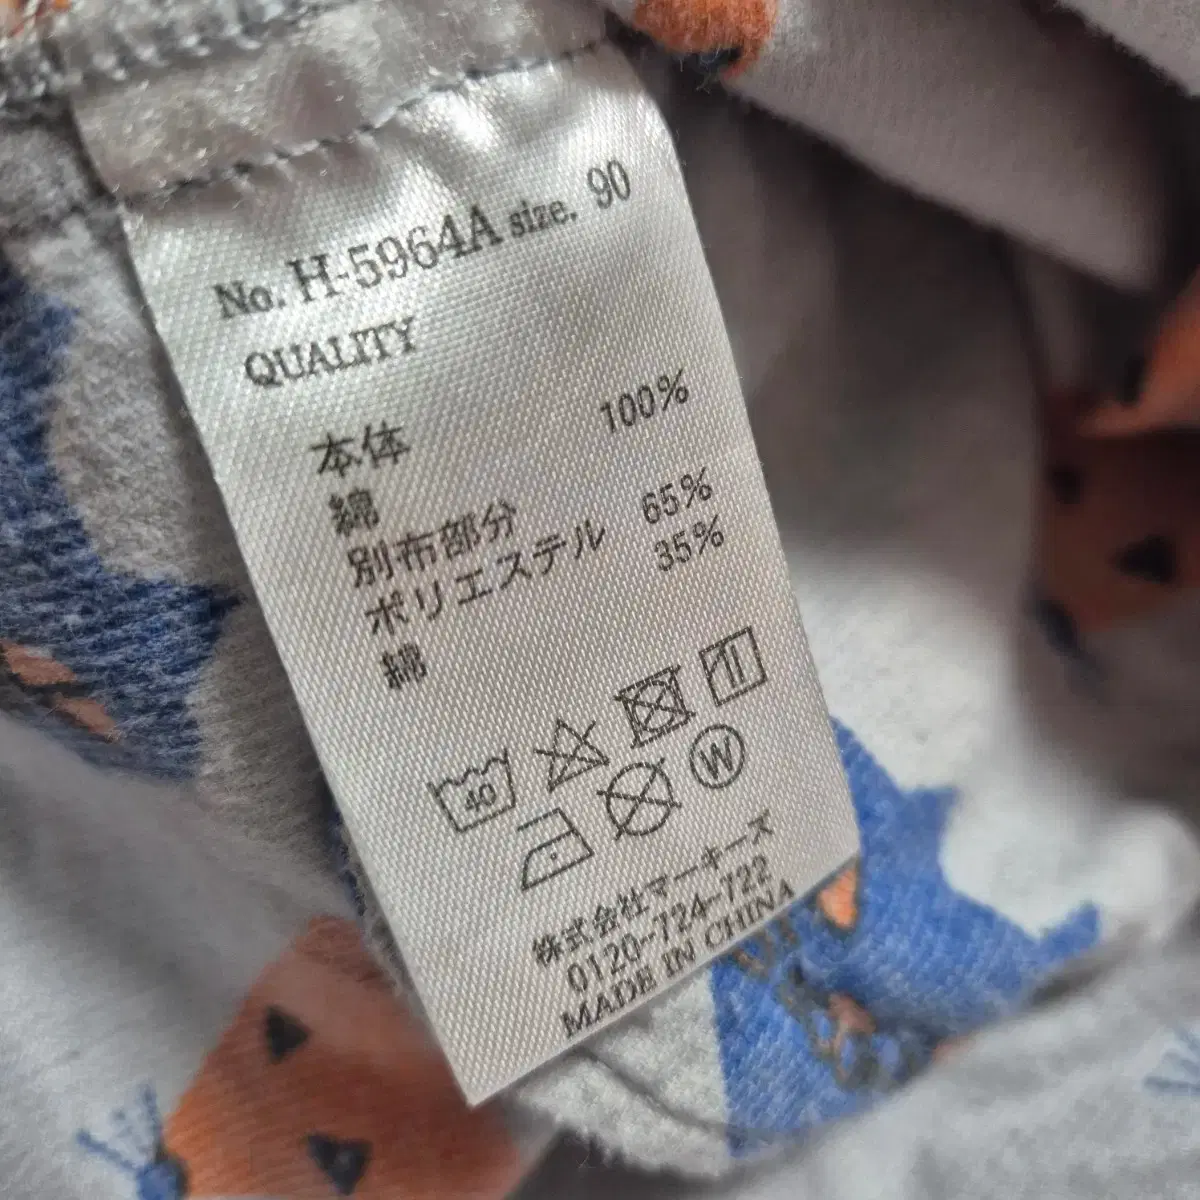 No. H-5964A size. 90
QUALITY
本体
綿 100%
別布部分
ポリエステル 65%
綿 35%
40
W
株式会社マーキーズ
0120-724-722
MADE IN CHINA